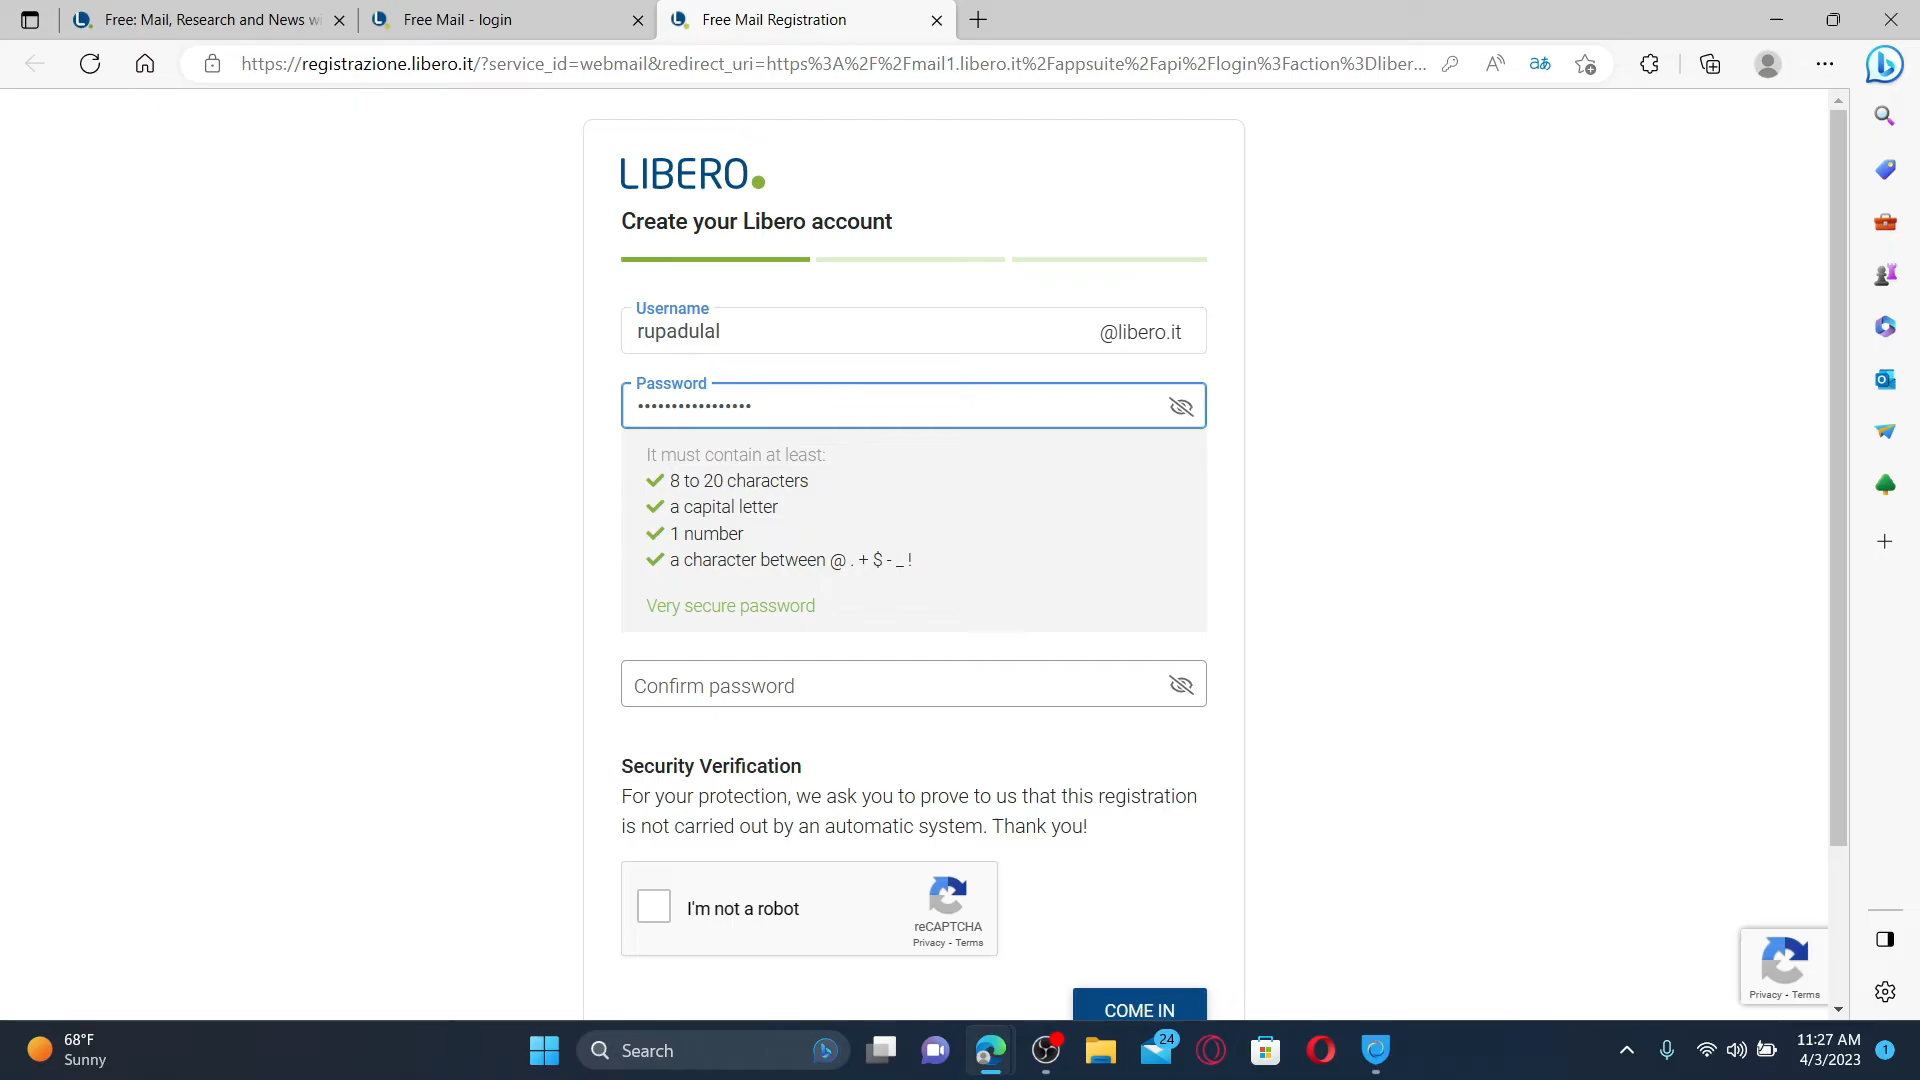 Free: Mail, Research and News wi
Free Mail - login
Free Mail Registration
https://registrazione.libero.it/?service_id=webmail&redirect_uri=https%3A%2F%2Fmail1.libero.it%2Fappsuite%2Fapi%2Flogin%3Faction%3Dliber...
LIBERO
Create your Libero account
Username
rupadulal
@libero.it
Password
•••••••••••••••••
It must contain at least:
8 to 20 characters
a capital letter
1 number
a character between @ . + $ - _ !
Very secure password
Confirm password
Security Verification
For your protection, we ask you to prove to us that this registration
is not carried out by an automatic system. Thank you!
I'm not a robot
reCAPTCHA
Privacy - Terms
Privacy - Terms
COME IN
68°F
Sunny
Search
24
11:27 AM
4/3/2023
1